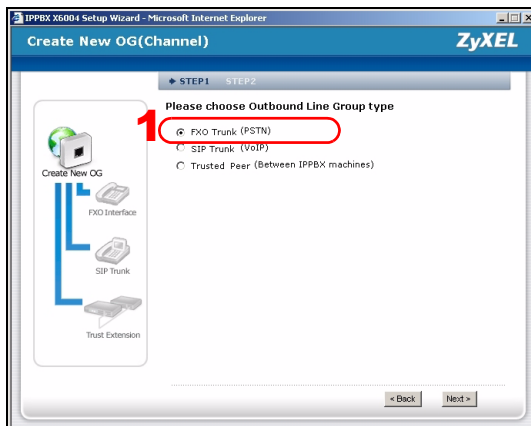 IPPBX X6004 Setup Wizard - Microsoft Internet Explorer
Create New OG(Channel)
ZyXEL
STEP1 STEP2
Please choose Outbound Line Group type
1
FXO Trunk (PSTN)
SIP Trunk (VoIP)
Trusted Peer (Between IPPBX machines)
Create New OG
FXO Interface
SIP Trunk
Trust Extension
< Back
Next >